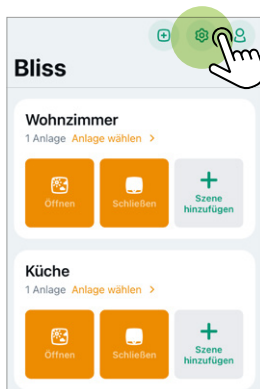 Bliss
Wohnzimmer
1 Anlage Anlage wählen >
Öffnen
Schließen
Szene
hinzufügen
Küche
1 Anlage Anlage wählen >
Öffnen
Schließen
Szene
hinzufügen